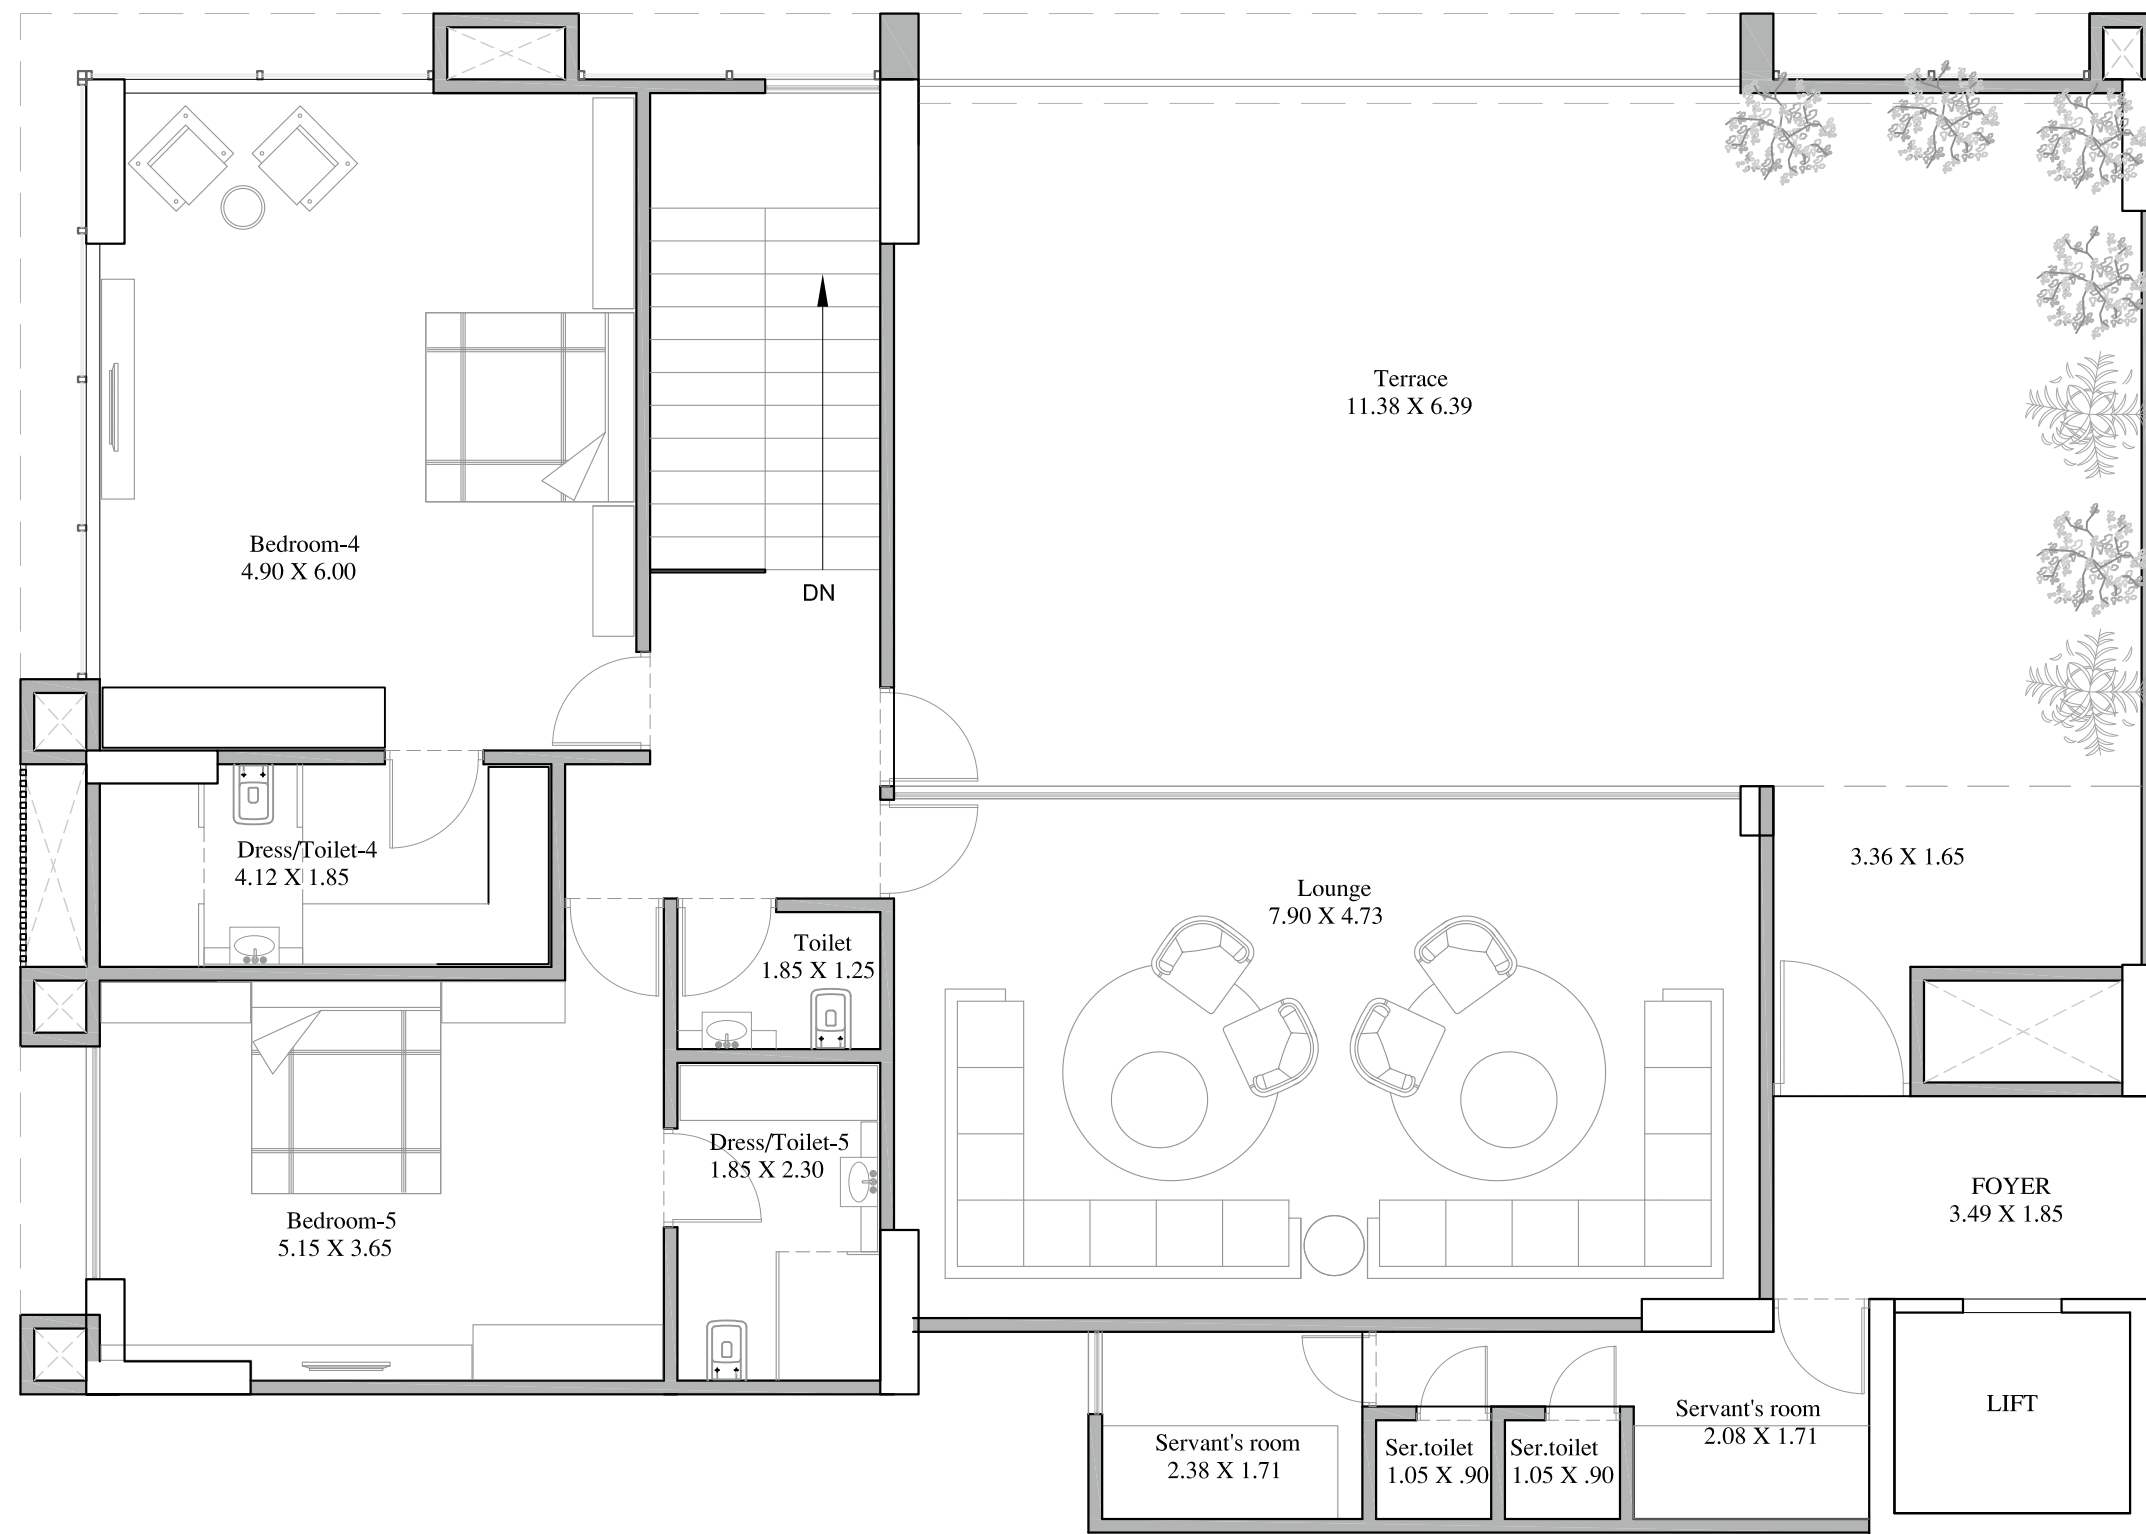 Terrace
11.38 X 6.39
Bedroom-4
4.90 X 6.00
DN
Dress/Toilet-4
4.12 X 1.85
3.36 X 1.65
Lounge
7.90 X 4.73
Toilet
1.85 X 1.25
Dress/Toilet-5
1.85 X 2.30
FOYER
3.49 X 1.85
Bedroom-5
5.15 X 3.65
LIFT
Servant's room
2.38 X 1.71
Ser.toilet
1.05 X .90
Ser.toilet
1.05 X .90
Servant's room
2.08 X 1.71